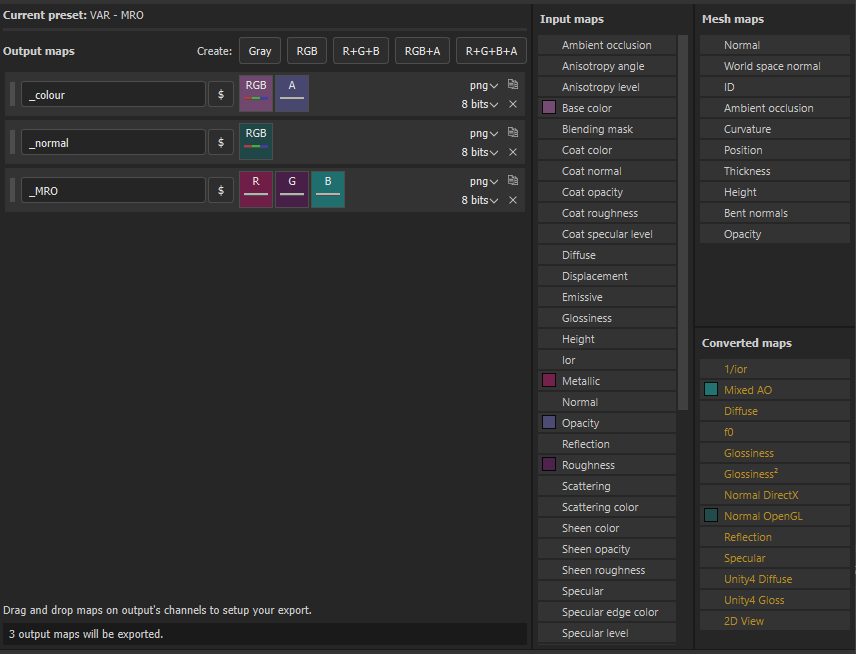 Current preset: VAR - MRO
Output maps
Create:
Gray
RGB
R+G+B
RGB+A
R+G+B+A
_colour
$
RGB
A
png
8 bits
_normal
$
RGB
png
8 bits
_MRO
$
R
G
B
png
8 bits
Drag and drop maps on output's channels to setup your export.
3 output maps will be exported.
Input maps
Ambient occlusion
Anisotropy angle
Anisotropy level
Base color
Blending mask
Coat color
Coat normal
Coat opacity
Coat roughness
Coat specular level
Diffuse
Displacement
Emissive
Glossiness
Height
Ior
Metallic
Normal
Opacity
Reflection
Roughness
Scattering
Scattering color
Sheen color
Sheen opacity
Sheen roughness
Specular
Specular edge color
Specular level
Mesh maps
Normal
World space normal
ID
Ambient occlusion
Curvature
Position
Thickness
Height
Bent normals
Opacity
Converted maps
1/ior
Mixed AO
Diffuse
f0
Glossiness
Glossiness²
Normal DirectX
Normal OpenGL
Reflection
Specular
Unity4 Diffuse
Unity4 Gloss
2D View